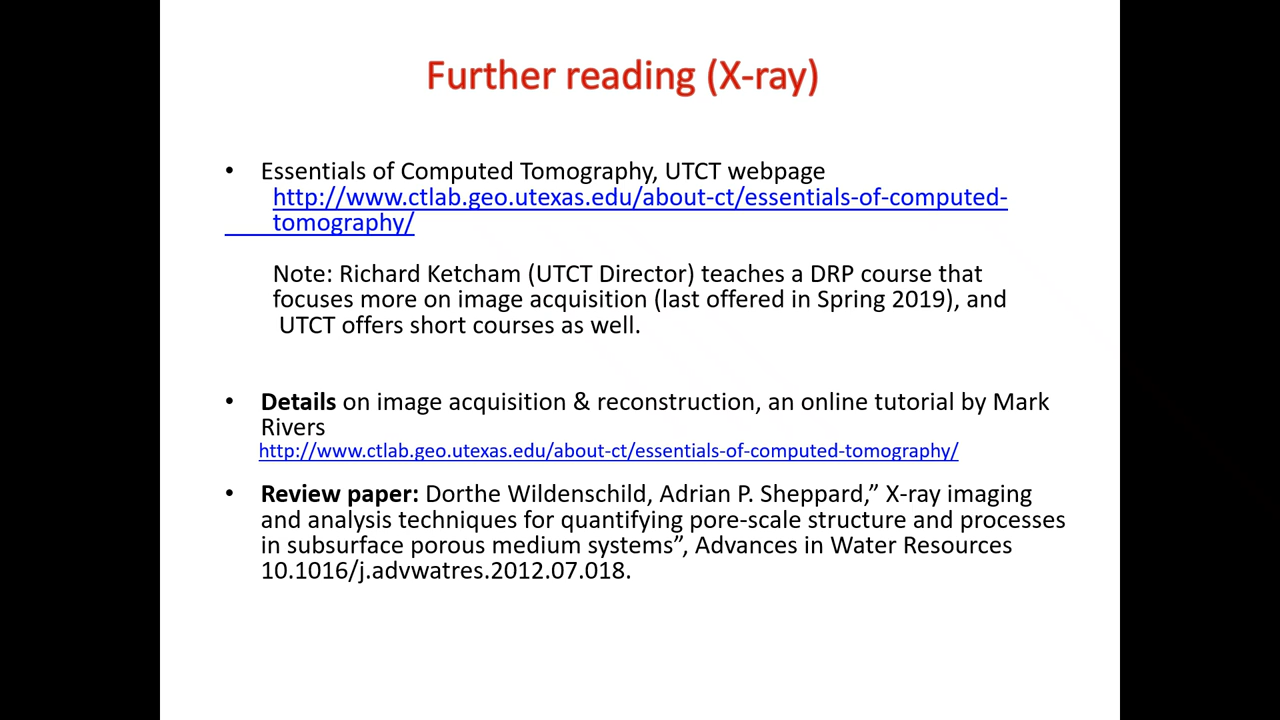 Further reading (X-ray)
• Essentials of Computed Tomography, UTCT webpage
http://www.ctlab.geo.utexas.edu/about-ct/essentials-of-computed-
tomography/
Note: Richard Ketcham (UTCT Director) teaches a DRP course that
focuses more on image acquisition (last offered in Spring 2019), and
UTCT offers short courses as well.
• Details on image acquisition & reconstruction, an online tutorial by Mark
Rivers
http://www.ctlab.geo.utexas.edu/about-ct/essentials-of-computed-tomography/
• Review paper: Dorthe Wildenschild, Adrian P. Sheppard,” X-ray imaging
and analysis techniques for quantifying pore-scale structure and processes
in subsurface porous medium systems”, Advances in Water Resources
10.1016/j.advwatres.2012.07.018.